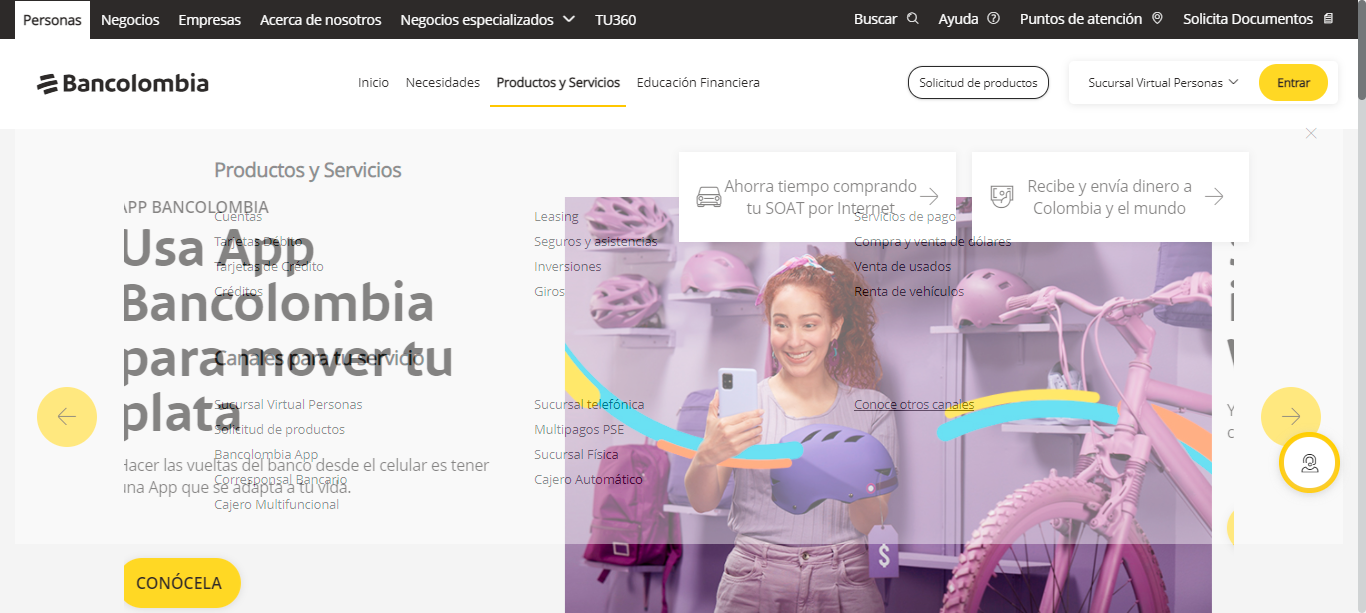 Personas Negocios Empresas Acerca de nosotros Negocios especializados TU360 Buscar Ayuda Puntos de atención Solicita Documentos
Bancolombia Inicio Necesidades Productos y Servicios Educación Financiera Solicitud de productos Sucursal Virtual Personas Entrar
Productos y Servicios
Cuentas
Tarjetas Débito
Tarjetas de Crédito
Créditos
Leasing
Seguros y asistencias
Inversiones
Giros
Servicios de pago
Compra y venta de dólares
Venta de usados
Renta de vehículos
Ahorra tiempo comprando
tu SOAT por Internet
Recibe y envía dinero a
Colombia y el mundo
Canales para tu servicio
Sucursal Virtual Personas
Solicitud de productos
Bancolombia App
Corresponsal Bancario
Cajero Multifuncional
Sucursal telefónica
Multipagos PSE
Sucursal Física
Cajero Automático
Conoce otros canales
APP BANCOLOMBIA
Usa App
Bancolombia
para mover tu
plata
Hacer las vueltas del banco desde el celular es tener
una App que se adapta a tu vida.
CONÓCELA
$